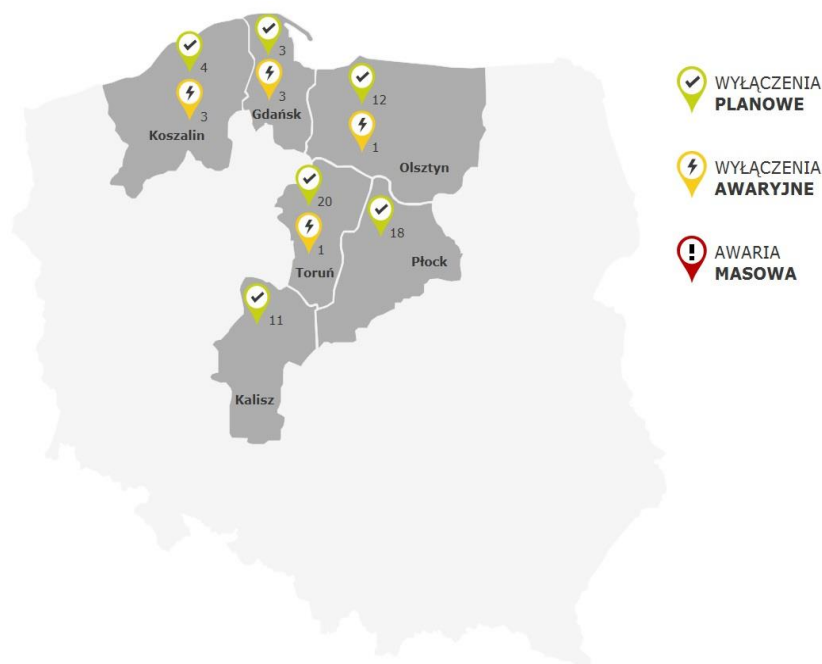 4
3
Koszalin
3
3
Gdańsk
12
1
Olsztyn
20
1
Toruń
18
Płock
11
Kalisz
WYŁĄCZENIA
PLANOWE
WYŁĄCZENIA
AWARYJNE
AWARIA
MASOWA